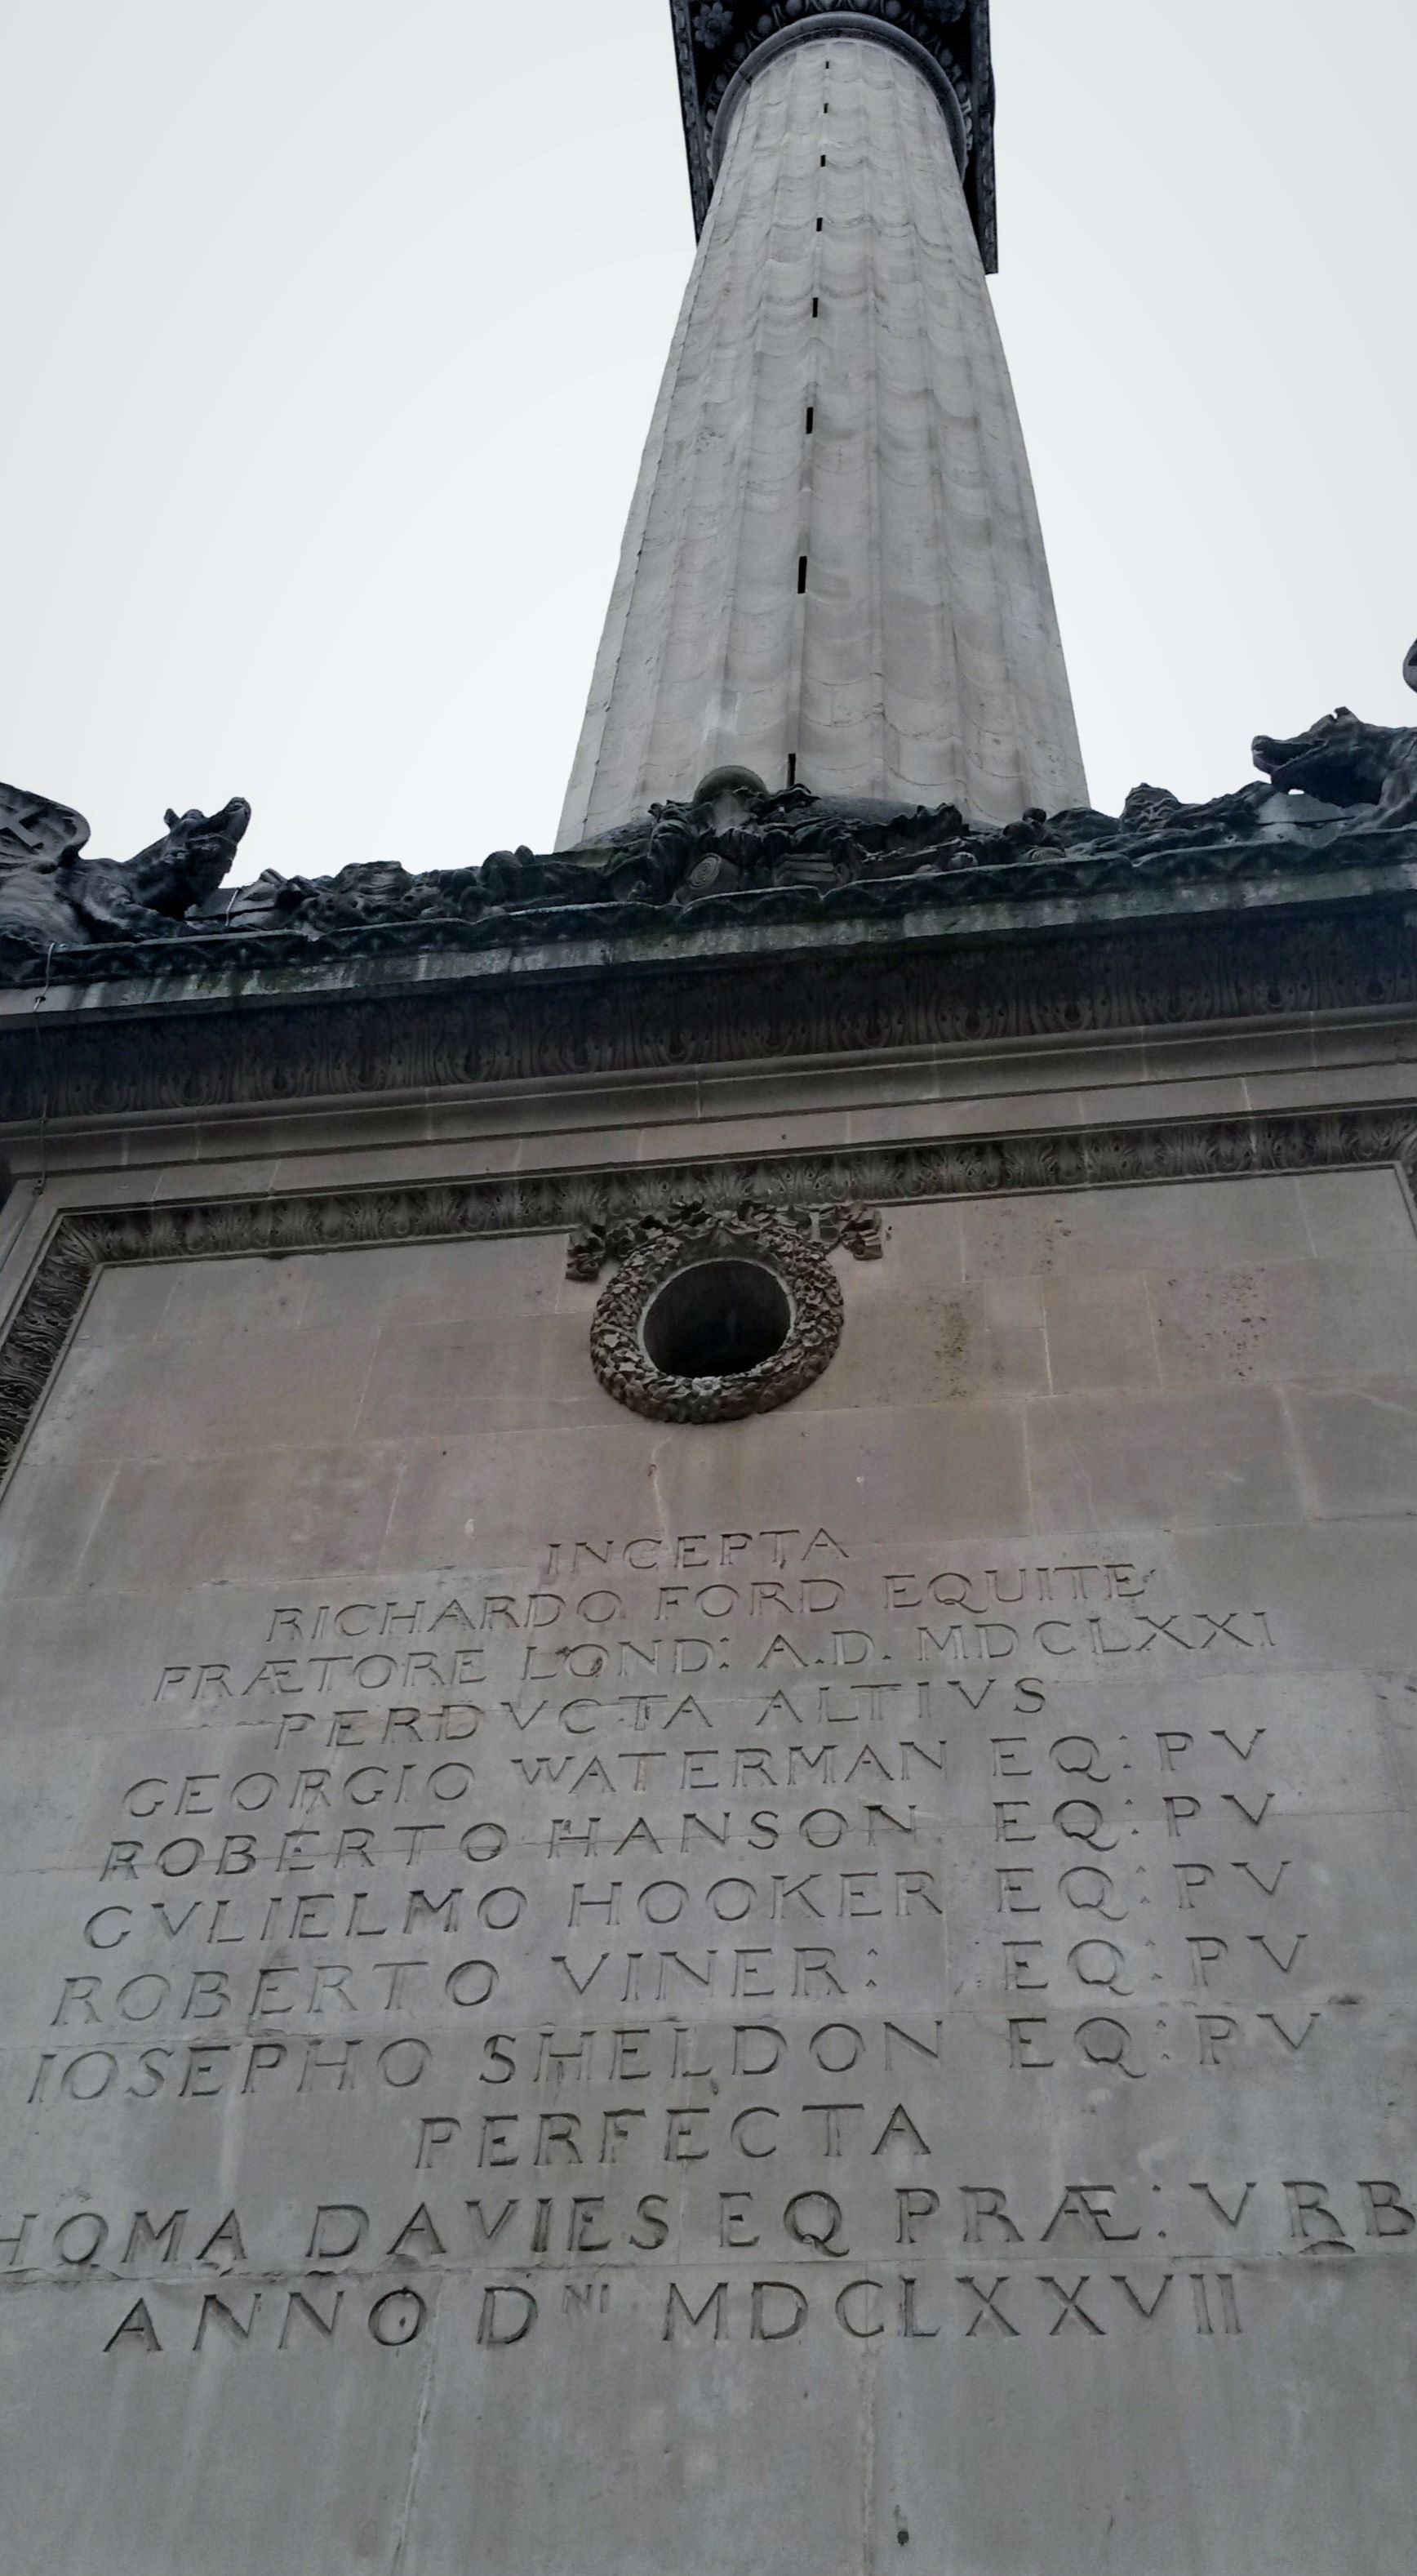 INCEPTA
RICHARDO FORD EQUITE
PRÆTORE LOND: A.D. MDCLXXI
PERDVCTA ALTIVS
GEORGIO WATERMAN EQ: PV
ROBERTO HANSON EQ: PV
GVLIELMO HOOKER EQ: PV
ROBERTO VINER: EQ: PV
IOSEPHO SHELDON EQ: PV
PERFECTA
HOMA DAVIES EQ PRÆ: VRB
ANNO DNI MDCLXXVII